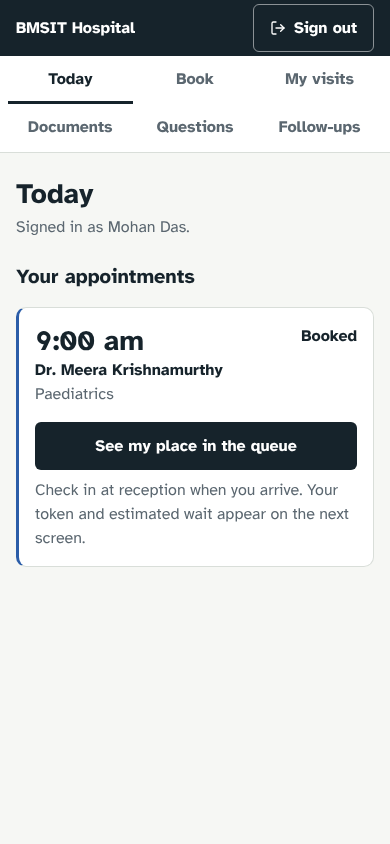 BMSIT Hospital
Sign out
Today
Book
My visits
Documents
Questions
Follow-ups
Today
Signed in as Mohan Das.
Your appointments
9:00 am
Booked
Dr. Meera Krishnamurthy
Paediatrics
See my place in the queue
Check in at reception when you arrive. Your
token and estimated wait appear on the next
screen.